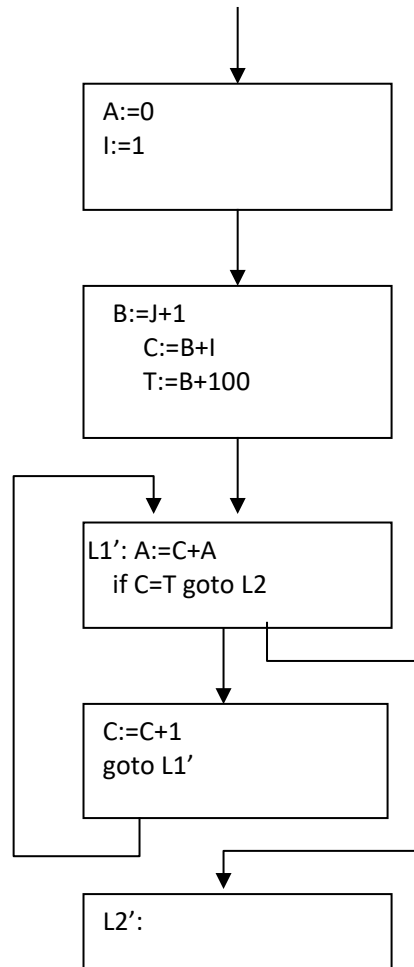 A:=0
I:=1
B:=J+1
C:=B+I
T:=B+100
L1’: A:=C+A
if C=T goto L2
C:=C+1
goto L1’
L2’: